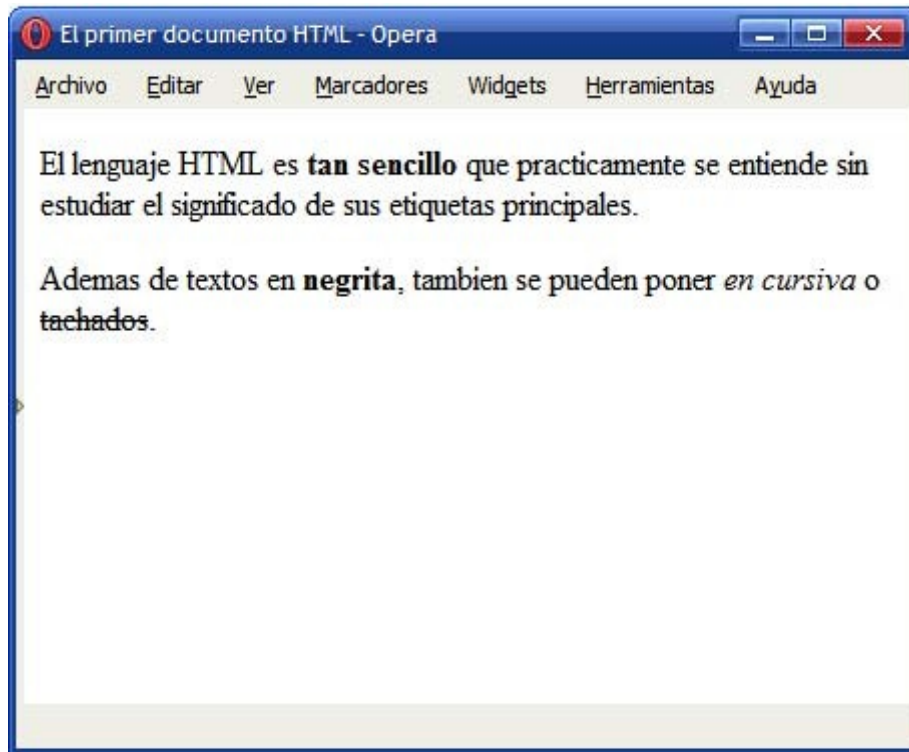 El primer documento HTML - Opera
Archivo Editar Ver Marcadores Widgets Herramientas Ayuda
El lenguaje HTML es tan sencillo que practicamente se entiende sin
estudiar el significado de sus etiquetas principales.
Ademas de textos en negrita, tambien se pueden poner en cursiva o
tachados.